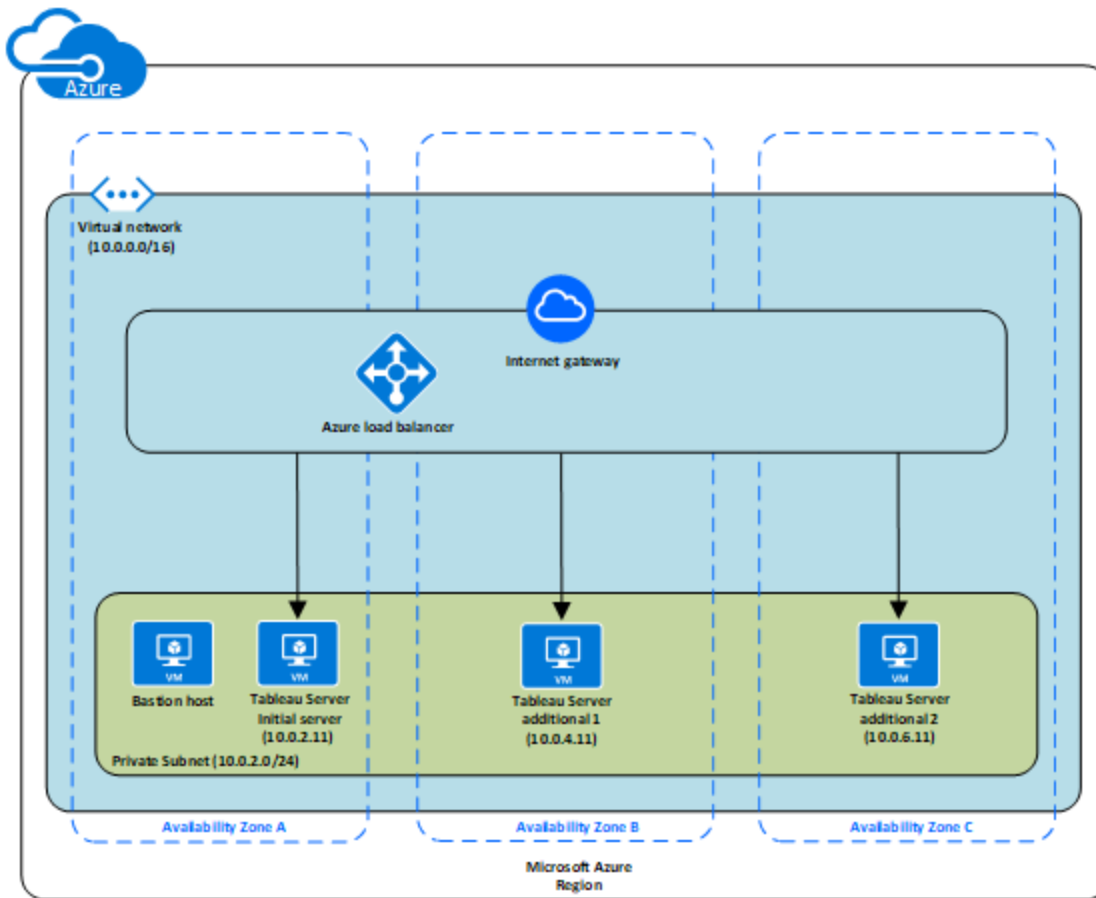 Azure
Virtual network
(10.0.0.0/16)
Internet gateway
Azure load balancer
VM
VM
VM
VM
Bastion host
Tableau Server
Initial server
(10.0.2.11)
Tableau Server
additional 1
(10.0.4.11)
Tableau Server
additional 2
(10.0.6.11)
Private Subnet (10.0.2.0/24)
Availability Zone A
Availability Zone B
Availability Zone C
Microsoft Azure
Region